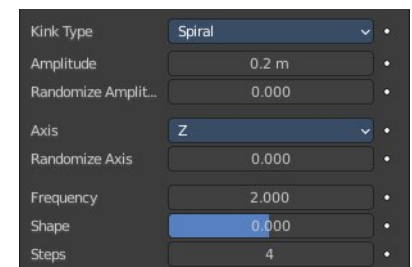 Kink Type Spiral
Amplitude 0.2 m
Randomize Amplit... 0.000
Axis Z
Randomize Axis 0.000
Frequency 2.000
Shape 0.000
Steps 4